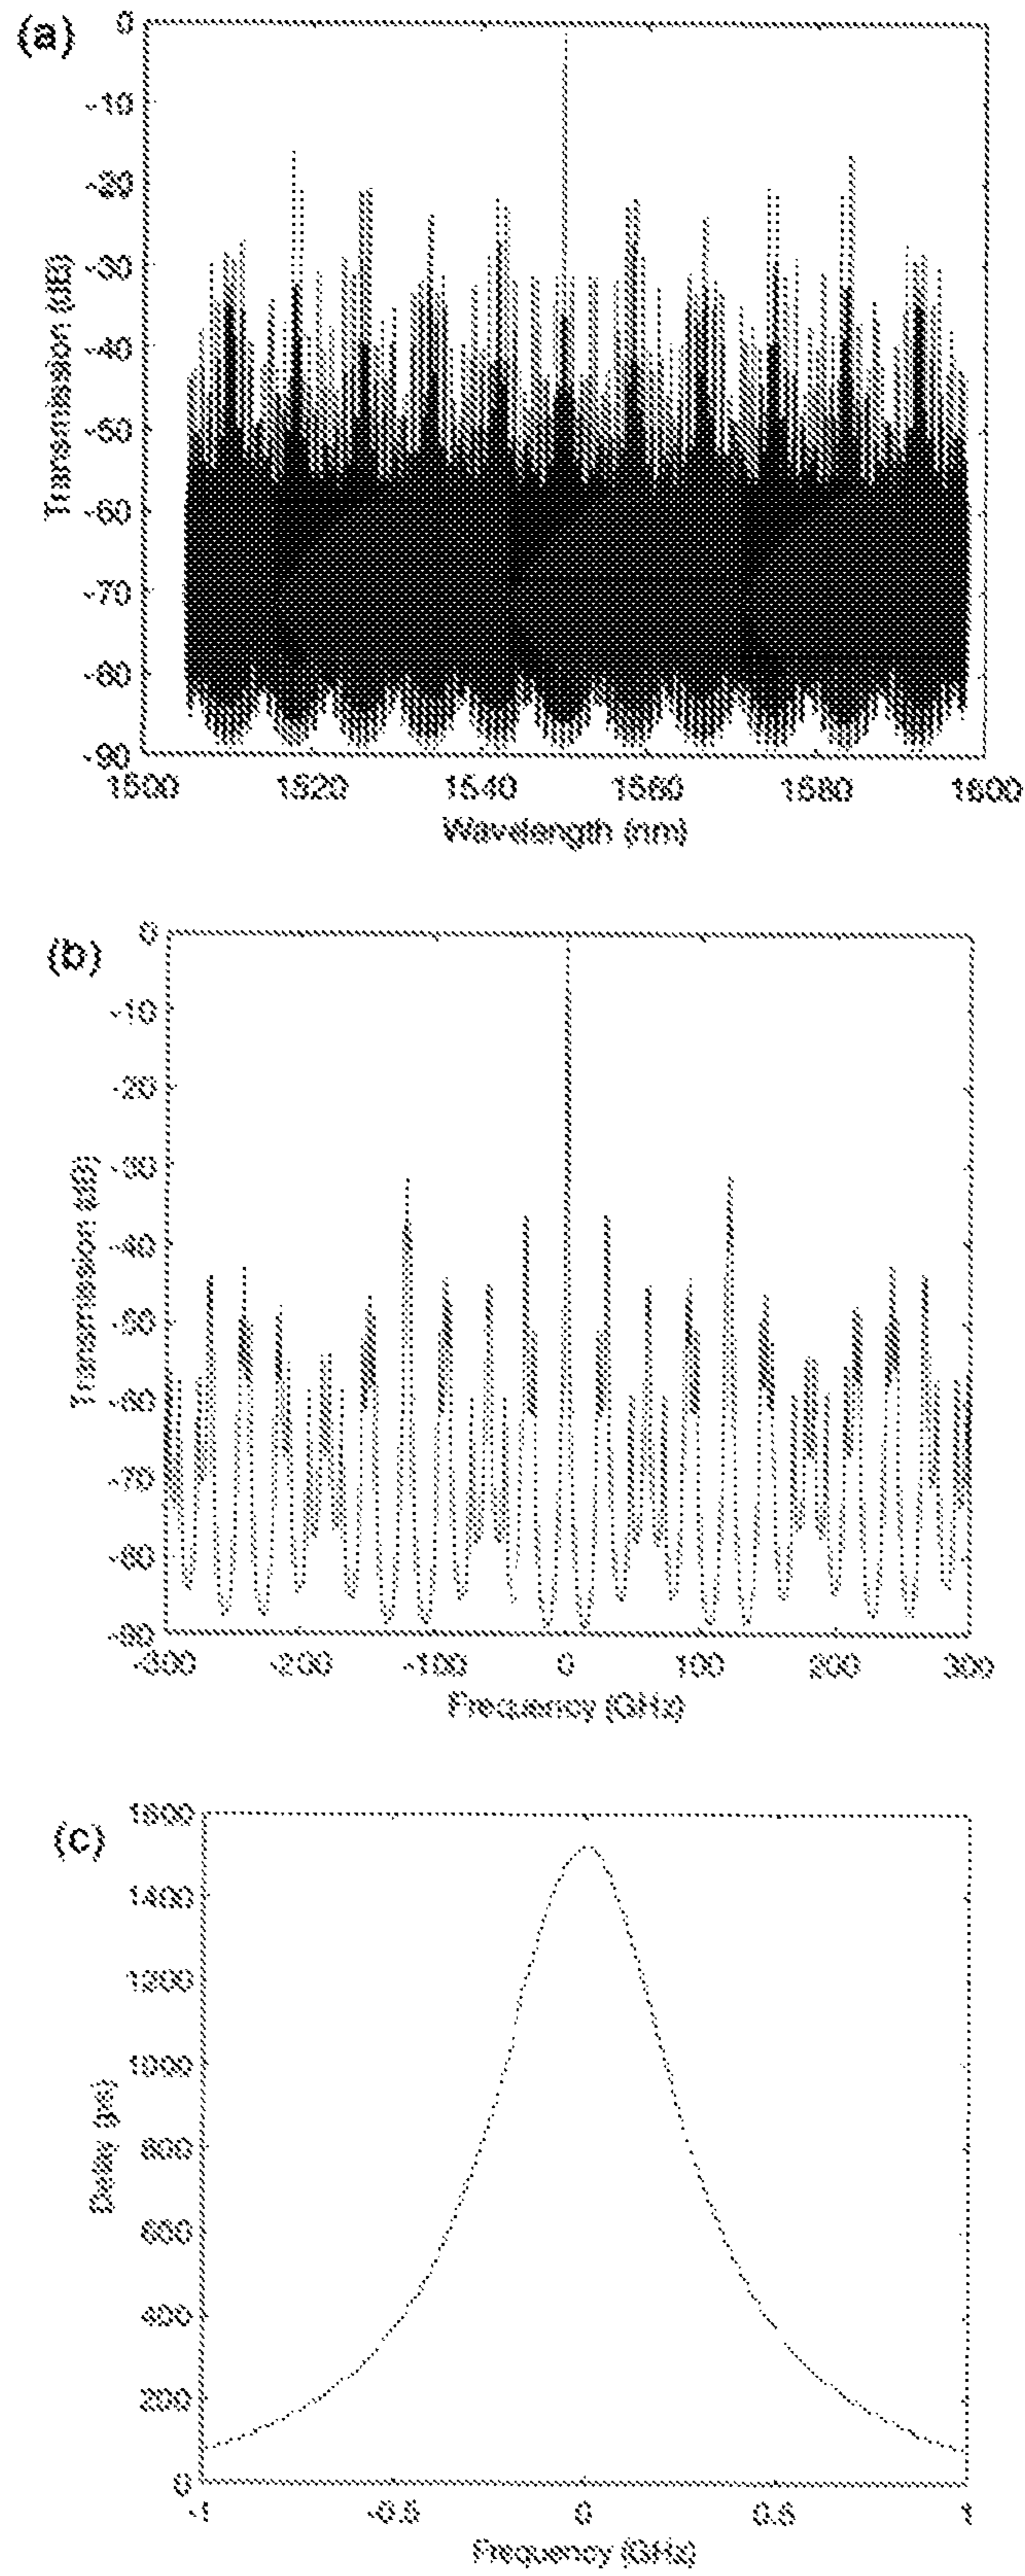 (a)
Transmission (dB)
0
-10
-20
-30
-40
-50
-60
-70
-80
-90
1500 1520 1540 1560 1580 1600
Wavelength (nm)
(b)
Transmission (dB)
0
-10
-20
-30
-40
-50
-60
-70
-80
-90
-300 -200 -100 0 100 200 300
Frequency (GHz)
(c)
Delay (ps)
1600
1400
1200
1000
800
600
400
200
0
-1 -0.5 0 0.5 1
Frequency (GHz)